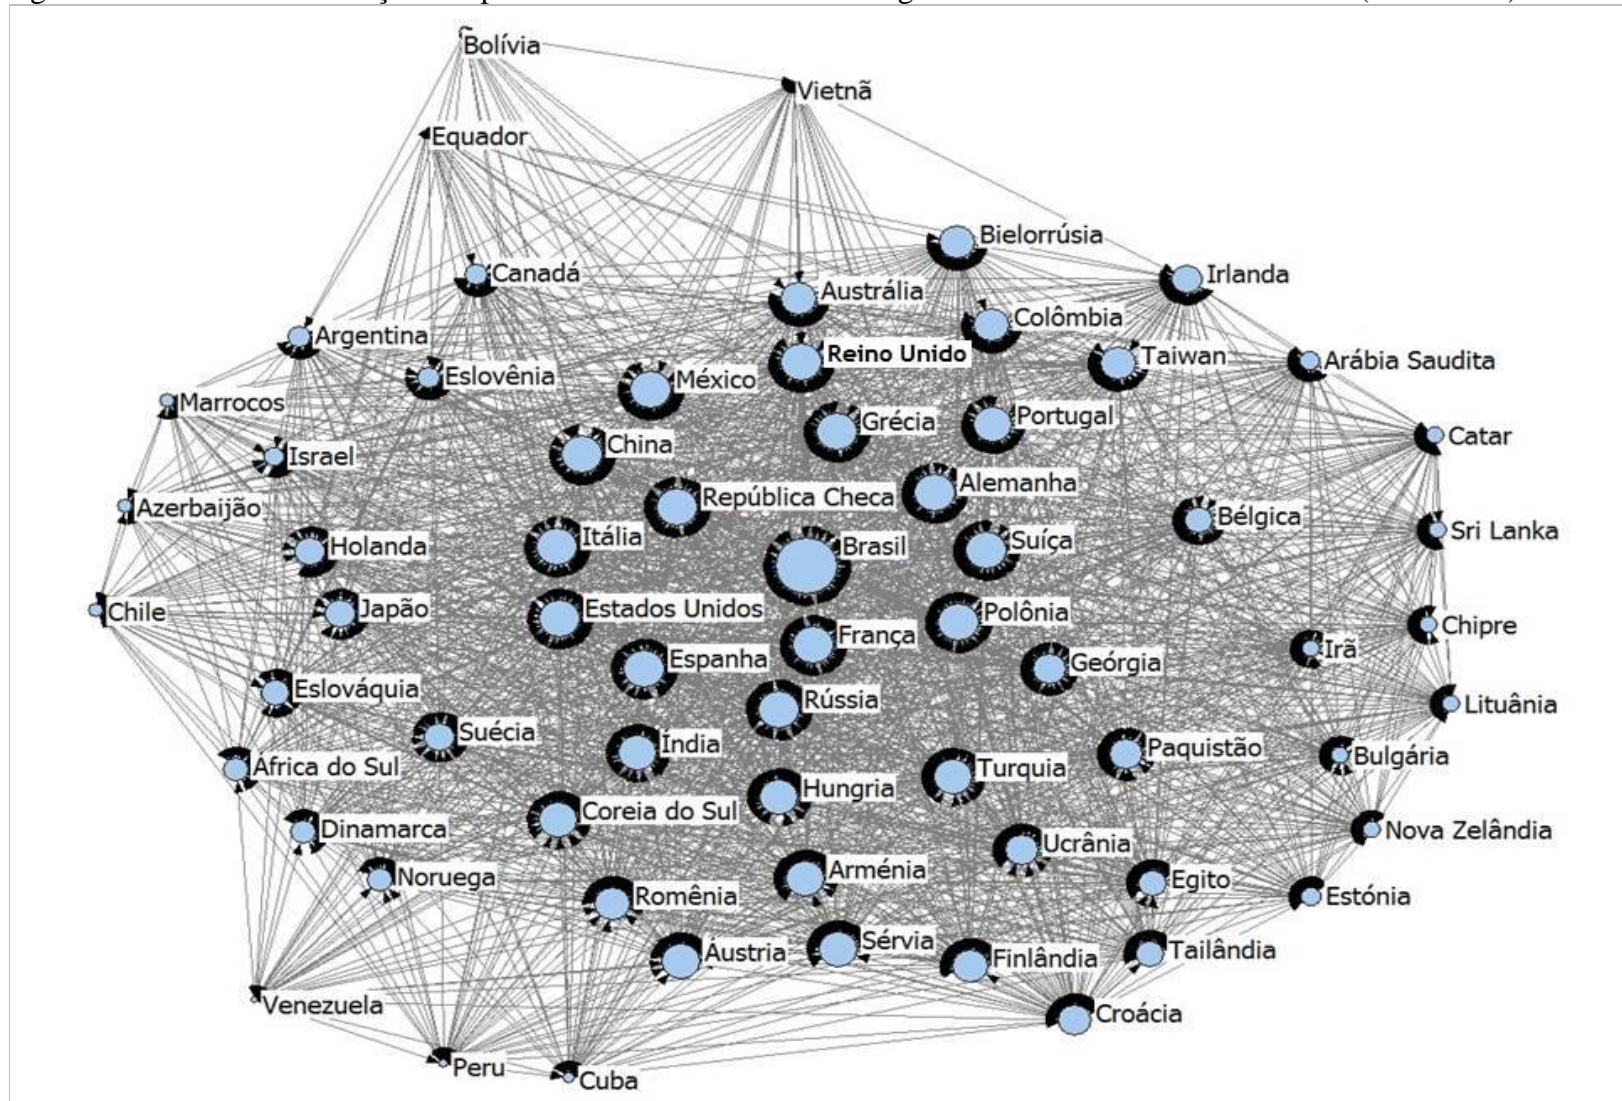 Bolívia
Vietnã
Equador
Bielorrúsia
Canadá
Irlanda
Austrália
Colômbia
Argentina
Reino Unido
Taiwan
Arábia Saudita
Eslovênia
México
Marrocos
Grécia
Portugal
Catar
China
Israel
Alemanha
República Checa
Azerbaijão
Bélgica
Sri Lanka
Holanda
Itália
Brasil
Suíça
Chile
Japão
Estados Unidos
Polônia
Chipre
França
Irã
Espanha
Geórgia
Eslováquia
Rússia
Lituânia
Suécia
Índia
Paquistão
Bulgária
África do Sul
Turquia
Hungria
Coreia do Sul
Dinamarca
Nova Zelândia
Ucrânia
Noruega
Arménia
Egito
Romênia
Estónia
Áustria
Sérvia
Finlândia
Tailândia
Venezuela
Croácia
Peru
Cuba